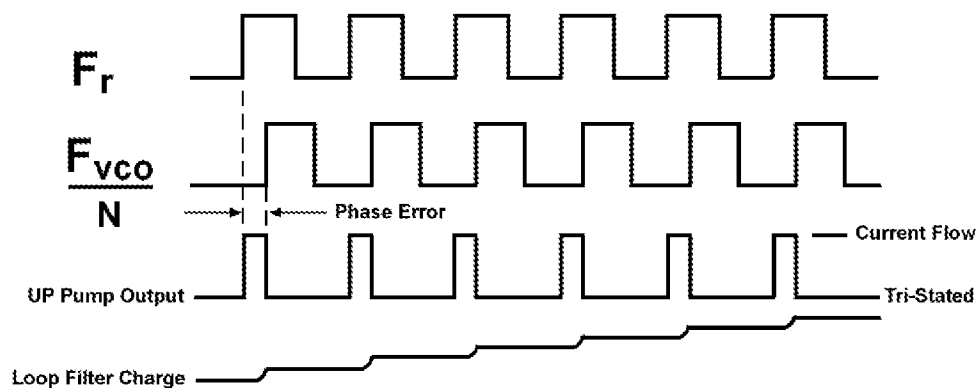 Fr
FVCO
N
Phase Error
Current Flow
UP Pump Output
Tri-Stated
Loop Filter Charge